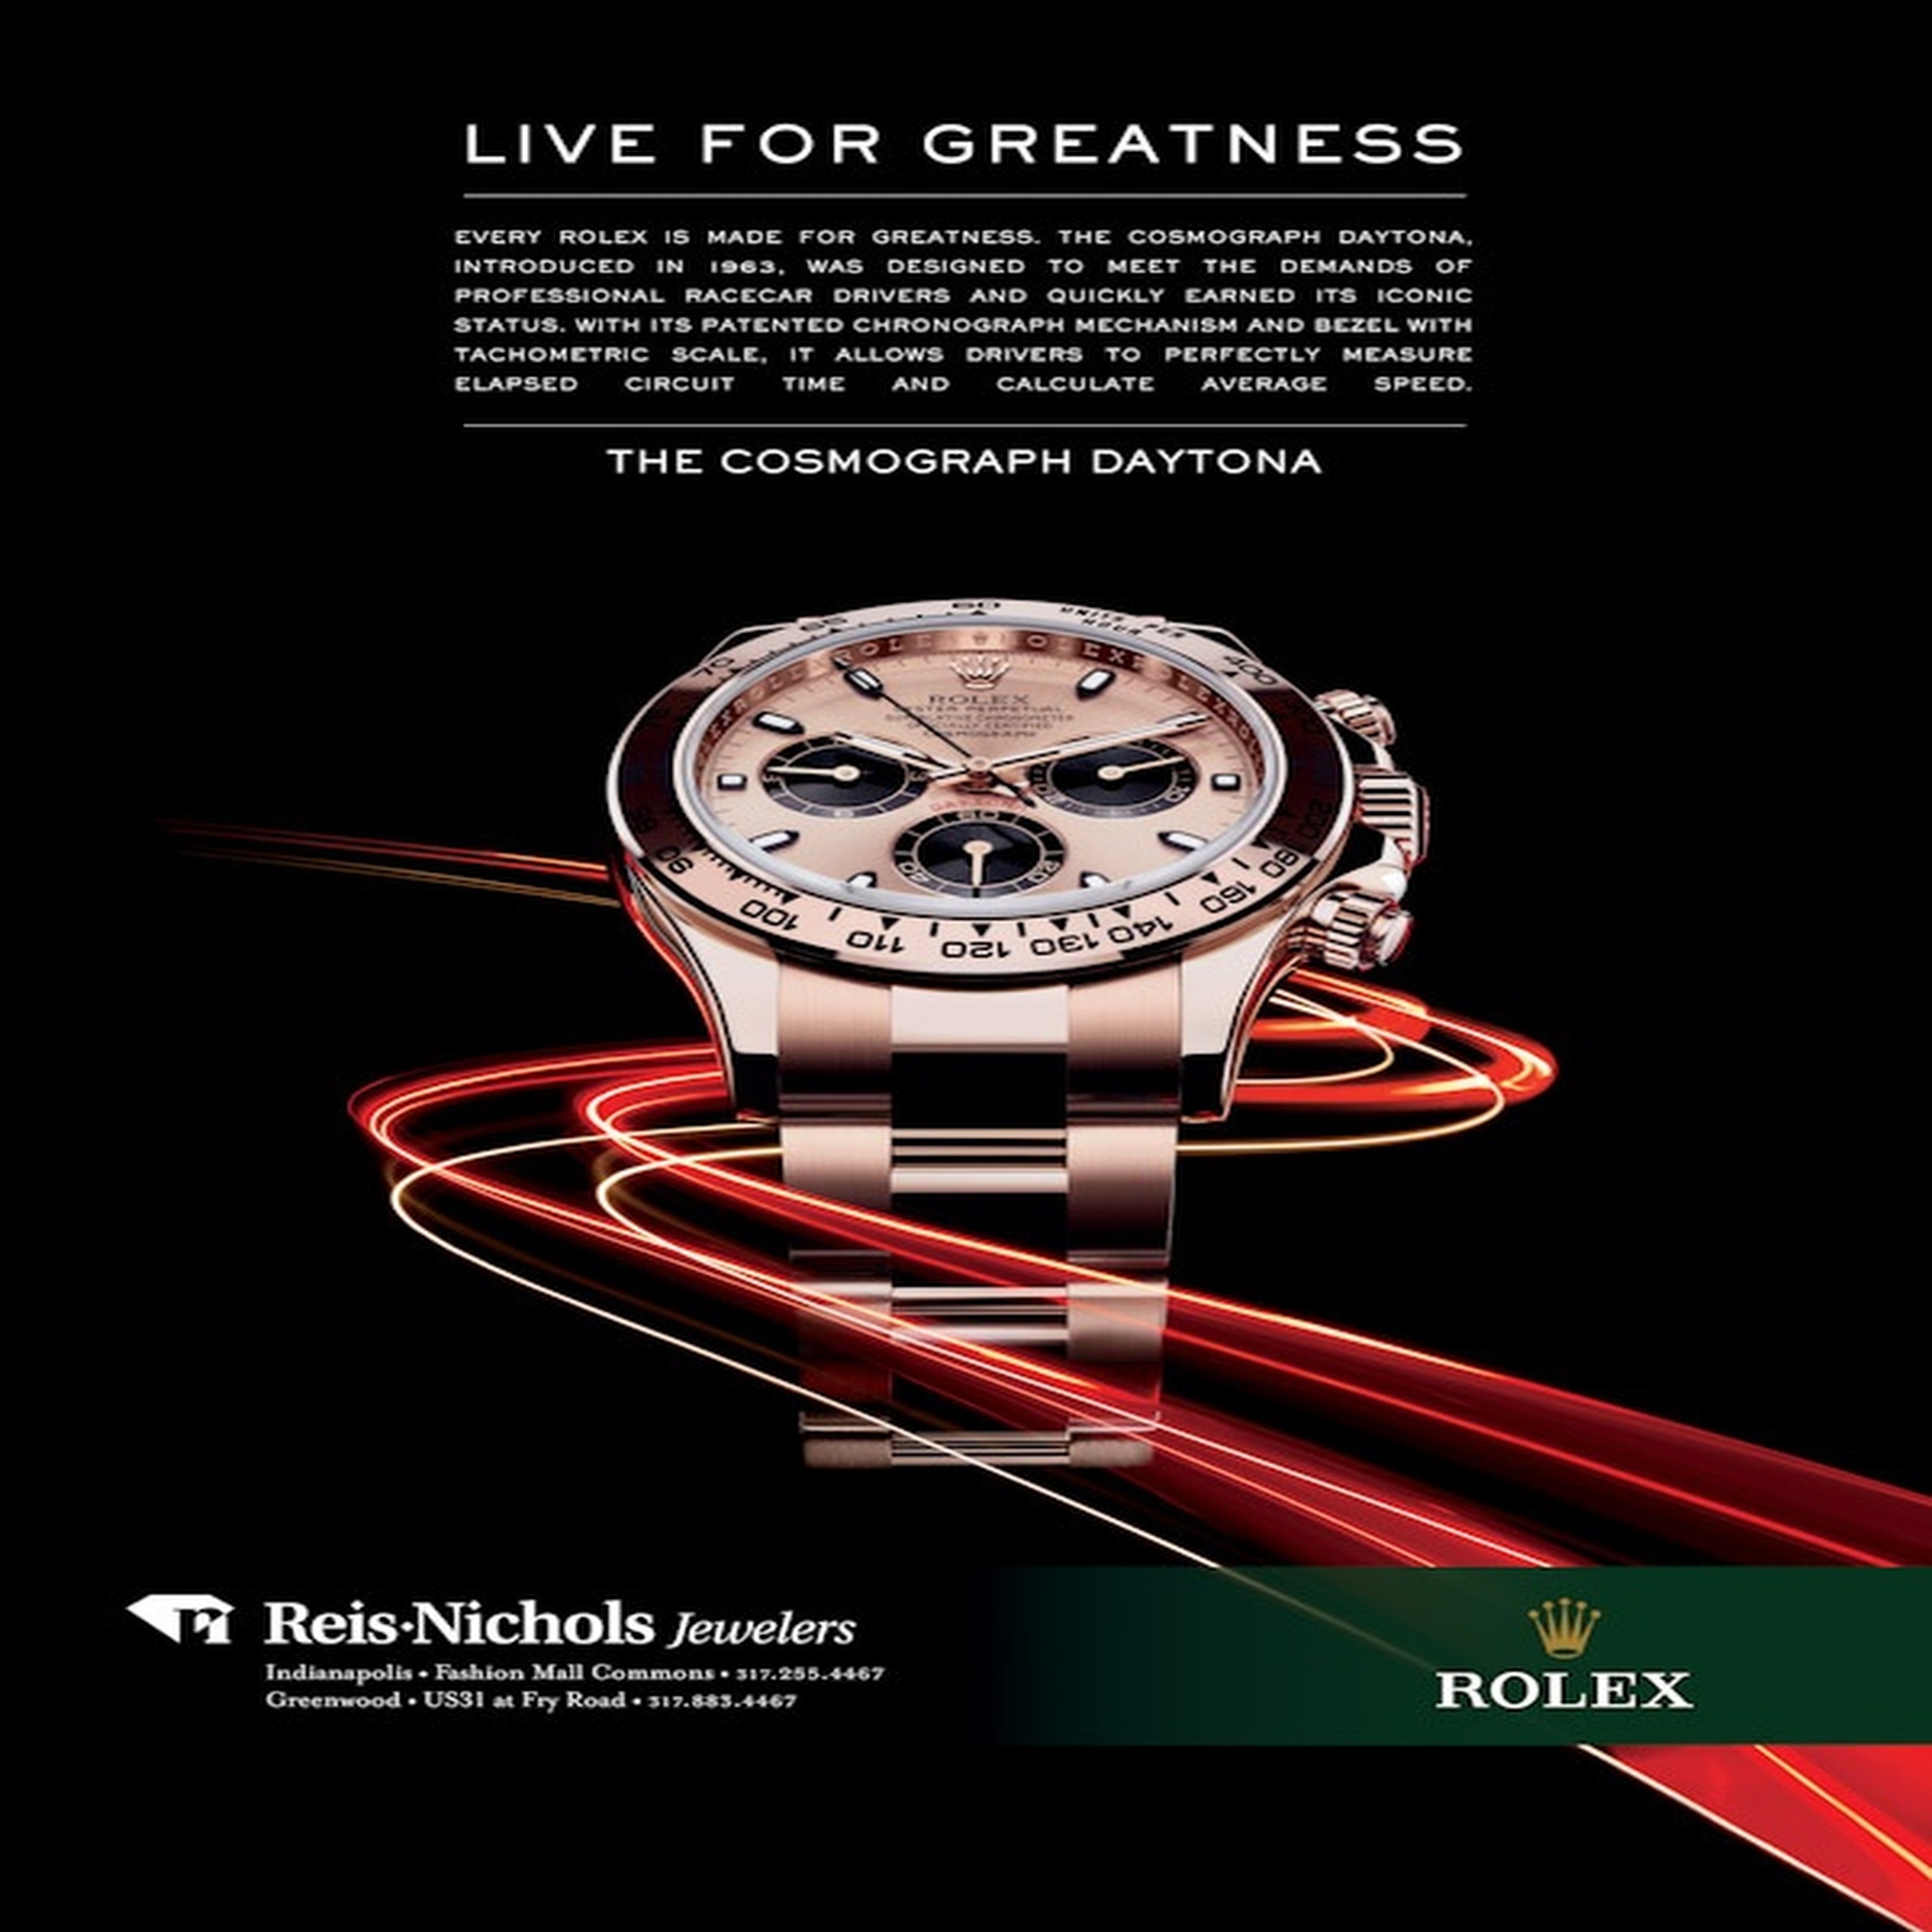 LIVE FOR GREATNESS
EVERY ROLEX IS MADE FOR GREATNESS. THE COSMOGRAPH DAYTONA,
INTRODUCED IN 1963, WAS DESIGNED TO MEET THE DEMANDS OF
PROFESSIONAL RACECAR DRIVERS AND QUICKLY EARNED ITS ICONIC
STATUS. WITH ITS PATENTED CHRONOGRAPH MECHANISM AND BEZEL WITH
TACHOMETRIC SCALE, IT ALLOWS DRIVERS TO PERFECTLY MEASURE
ELAPSED CIRCUIT TIME AND CALCULATE AVERAGE SPEED.
THE COSMOGRAPH DAYTONA
60 UNITS PER
HOUR
65
70
400
ROLEX
OYSTER PERPETUAL
SUPERLATIVE CHRONOMETER
OFFICIALLY CERTIFIED
COSMOGRAPH
DAYTONA
60
40 20
200
180
90
160
100
140
110
120
130
Reis·Nichols Jewelers
Indianapolis • Fashion Mall Commons • 317.255.4467
Greenwood • US31 at Fry Road • 317.883.4467
ROLEX